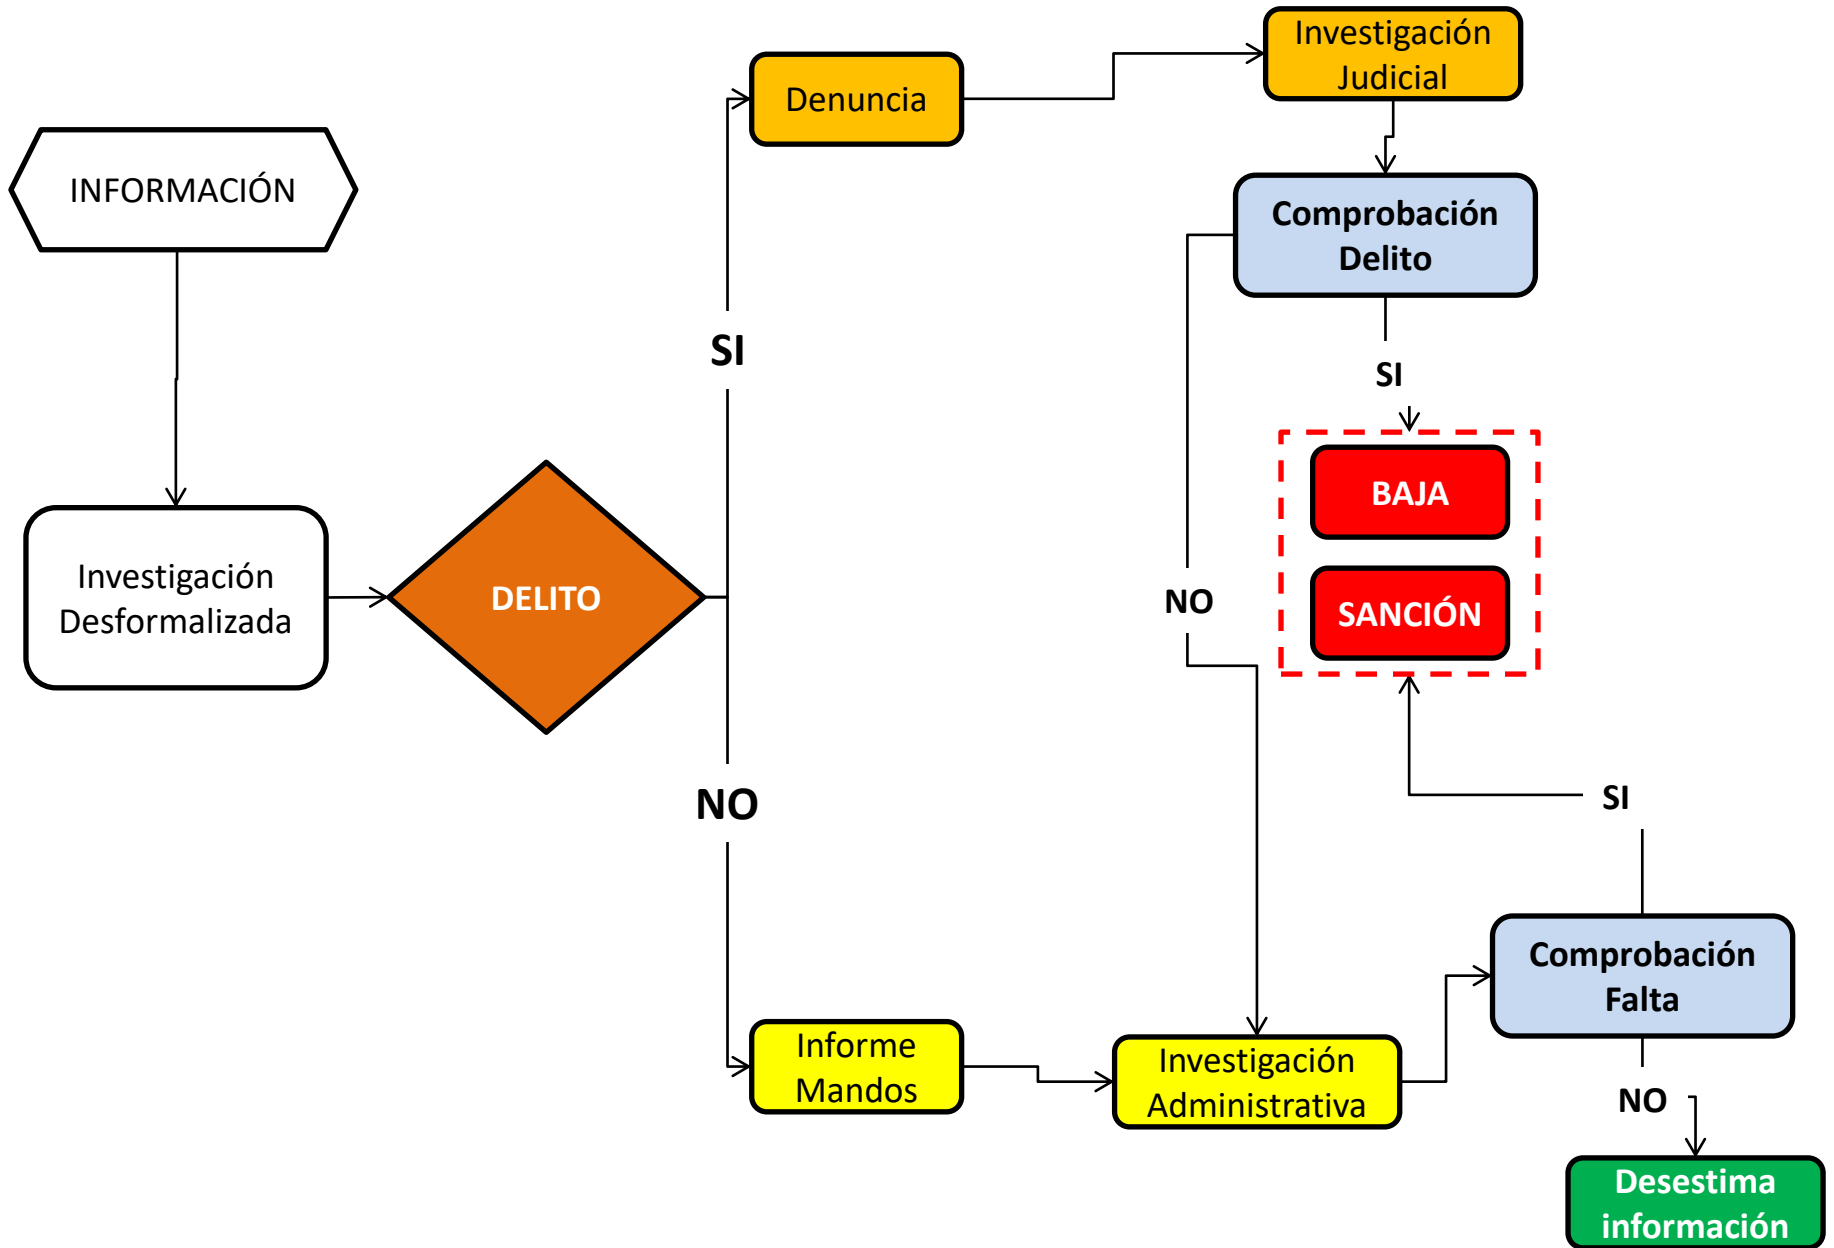 Investigación
Judicial
Denuncia
INFORMACIÓN
Comprobación
Delito
SI
SI
BAJA
Investigación
Desformalizada
DELITO
NO
SANCIÓN
NO
SI
Comprobación
Falta
Informe
Mandos
Investigación
Administrativa
NO
Desestima
información